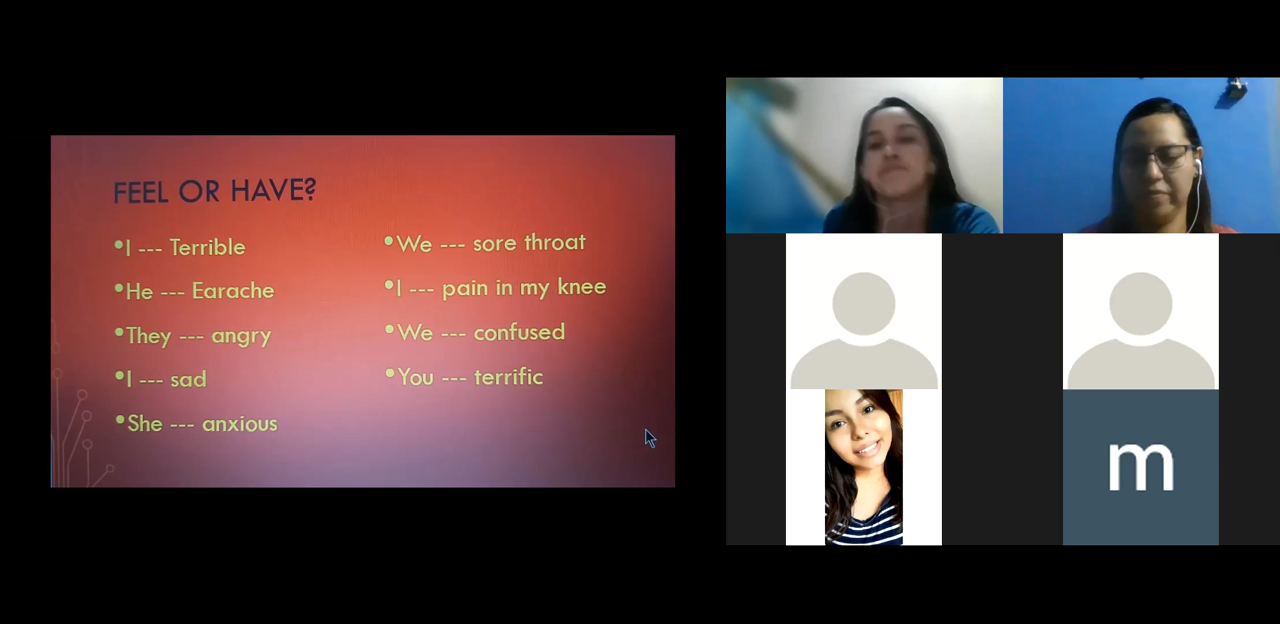 FEEL OR HAVE?
•I --- Terrible
•He --- Earache
•They --- angry
•I --- sad
•She --- anxious
•We --- sore throat
•I --- pain in my knee
•We --- confused
•You --- terrific
m